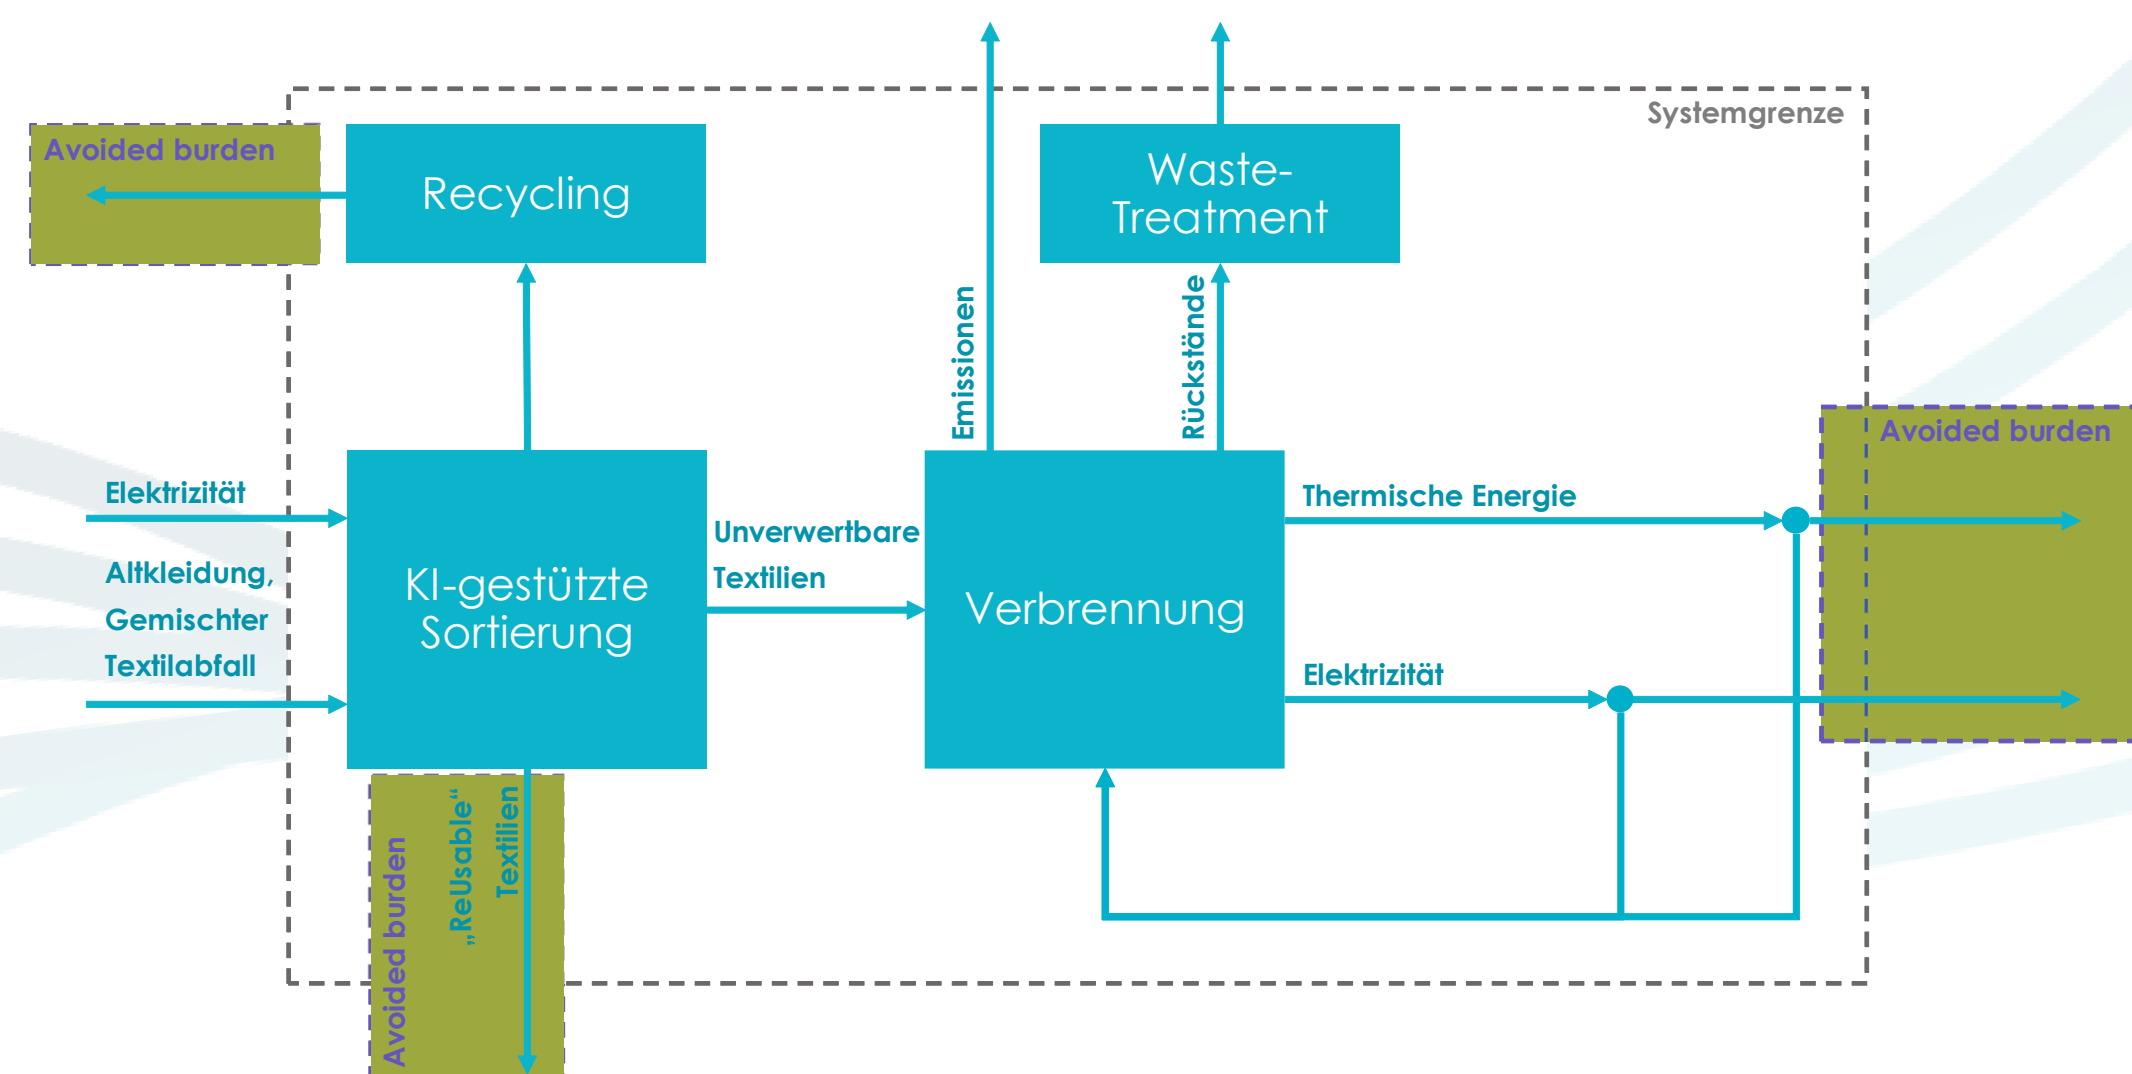 Systemgrenze
Avoided burden
Recycling
Waste-
Treatment
Emissionen
Rückstände
Avoided burden
Elektrizität
Altkleidung,
Gemischter
Textilabfall
KI-gestützte
Sortierung
Unverwertbare
Textilien
Verbrennung
Thermische Energie
Elektrizität
Avoided burden
„ReUsable“
Textilien